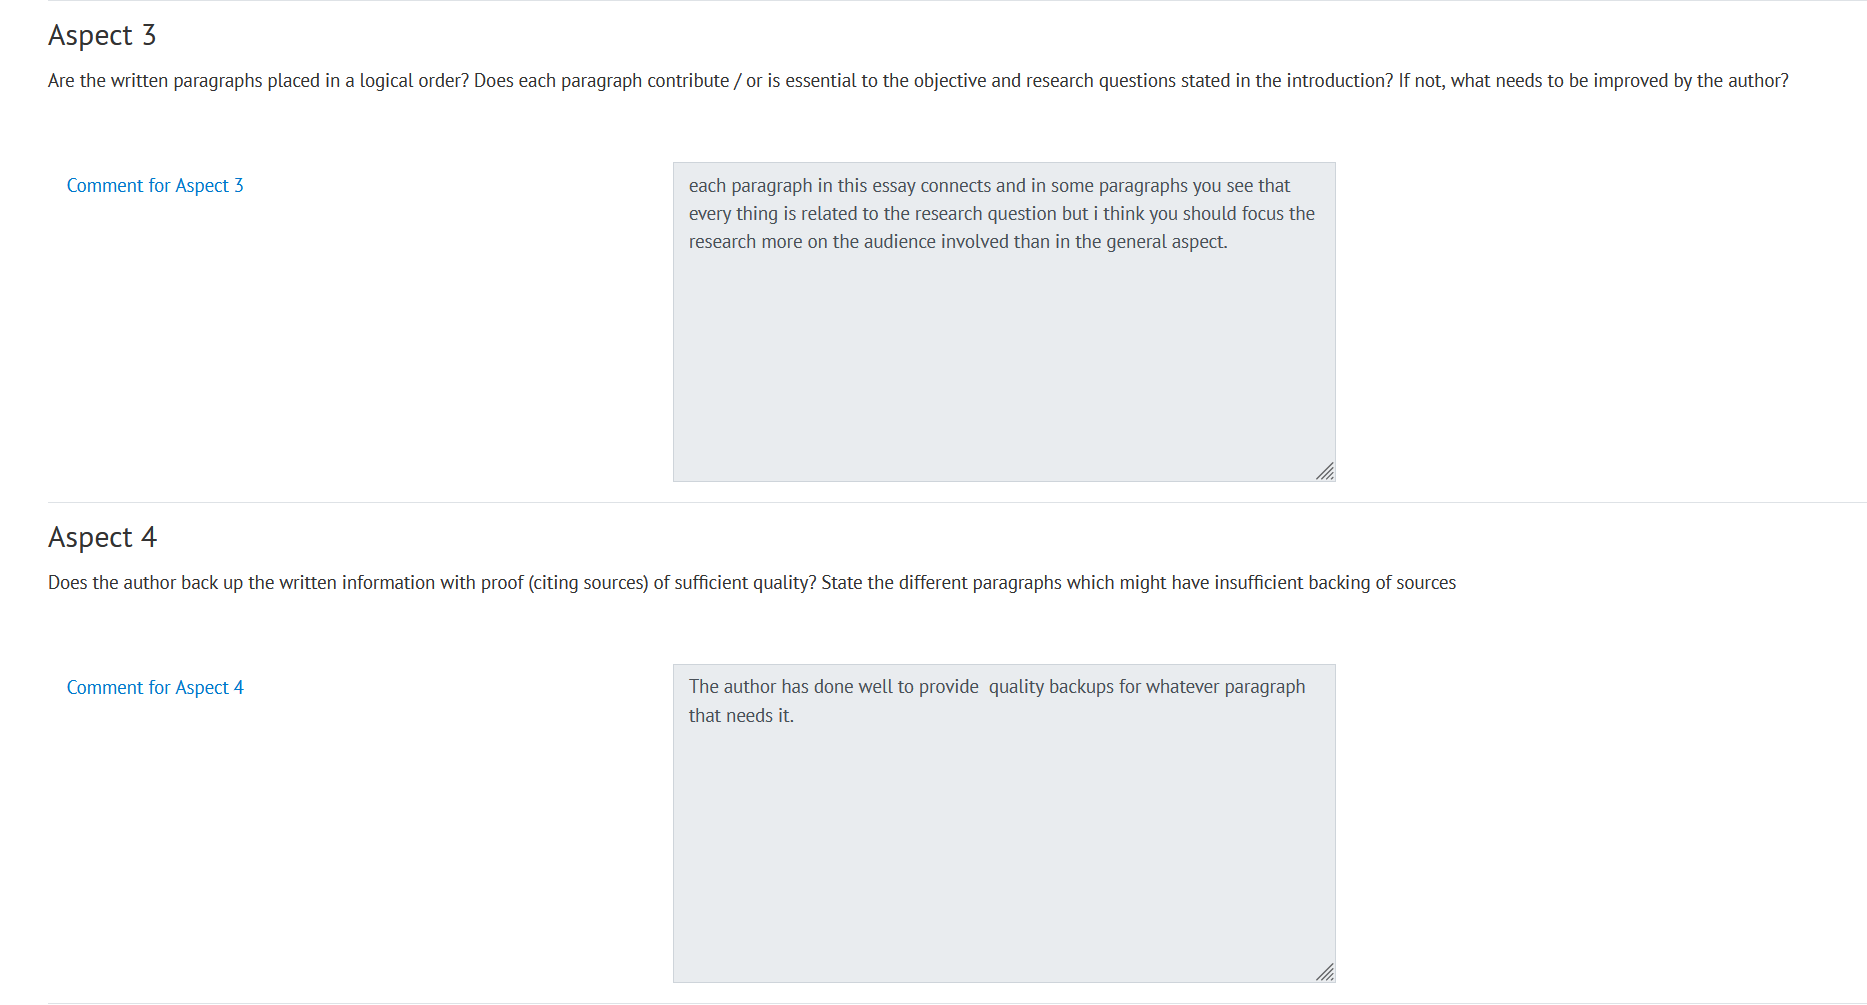 Aspect 3
Are the written paragraphs placed in a logical order? Does each paragraph contribute / or is essential to the objective and research questions stated in the introduction? If not, what needs to be improved by the author?
Comment for Aspect 3
each paragraph in this essay connects and in some paragraphs you see that
every thing is related to the research question but i think you should focus the
research more on the audience involved than in the general aspect.
Aspect 4
Does the author back up the written information with proof (citing sources) of sufficient quality? State the different paragraphs which might have insufficient backing of sources
Comment for Aspect 4
The author has done well to provide  quality backups for whatever paragraph
that needs it.